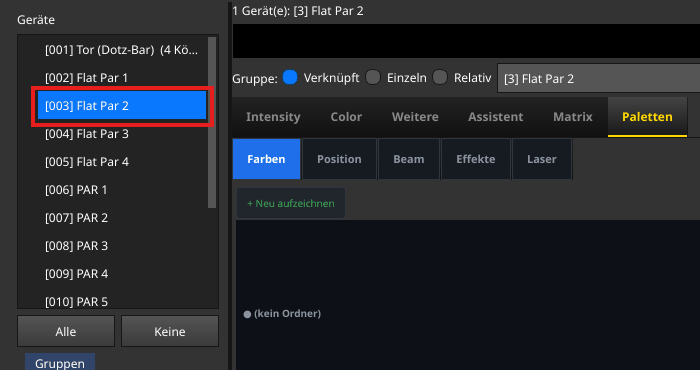 Geräte
[001] Tor (Dotz-Bar) (4 Kö...
[002] Flat Par 1
[003] Flat Par 2
[004] Flat Par 3
[005] Flat Par 4
[006] PAR 1
[007] PAR 2
[008] PAR 3
[009] PAR 4
[010] PAR 5
Alle Keine
Gruppen
1 Gerät(e): [3] Flat Par 2
Gruppe: Verknüpft Einzeln Relativ [3] Flat Par 2
Intensity Color Weitere Assistent Matrix Paletten
Farben Position Beam Effekte Laser
+ Neu aufzeichnen
(kein Ordner)